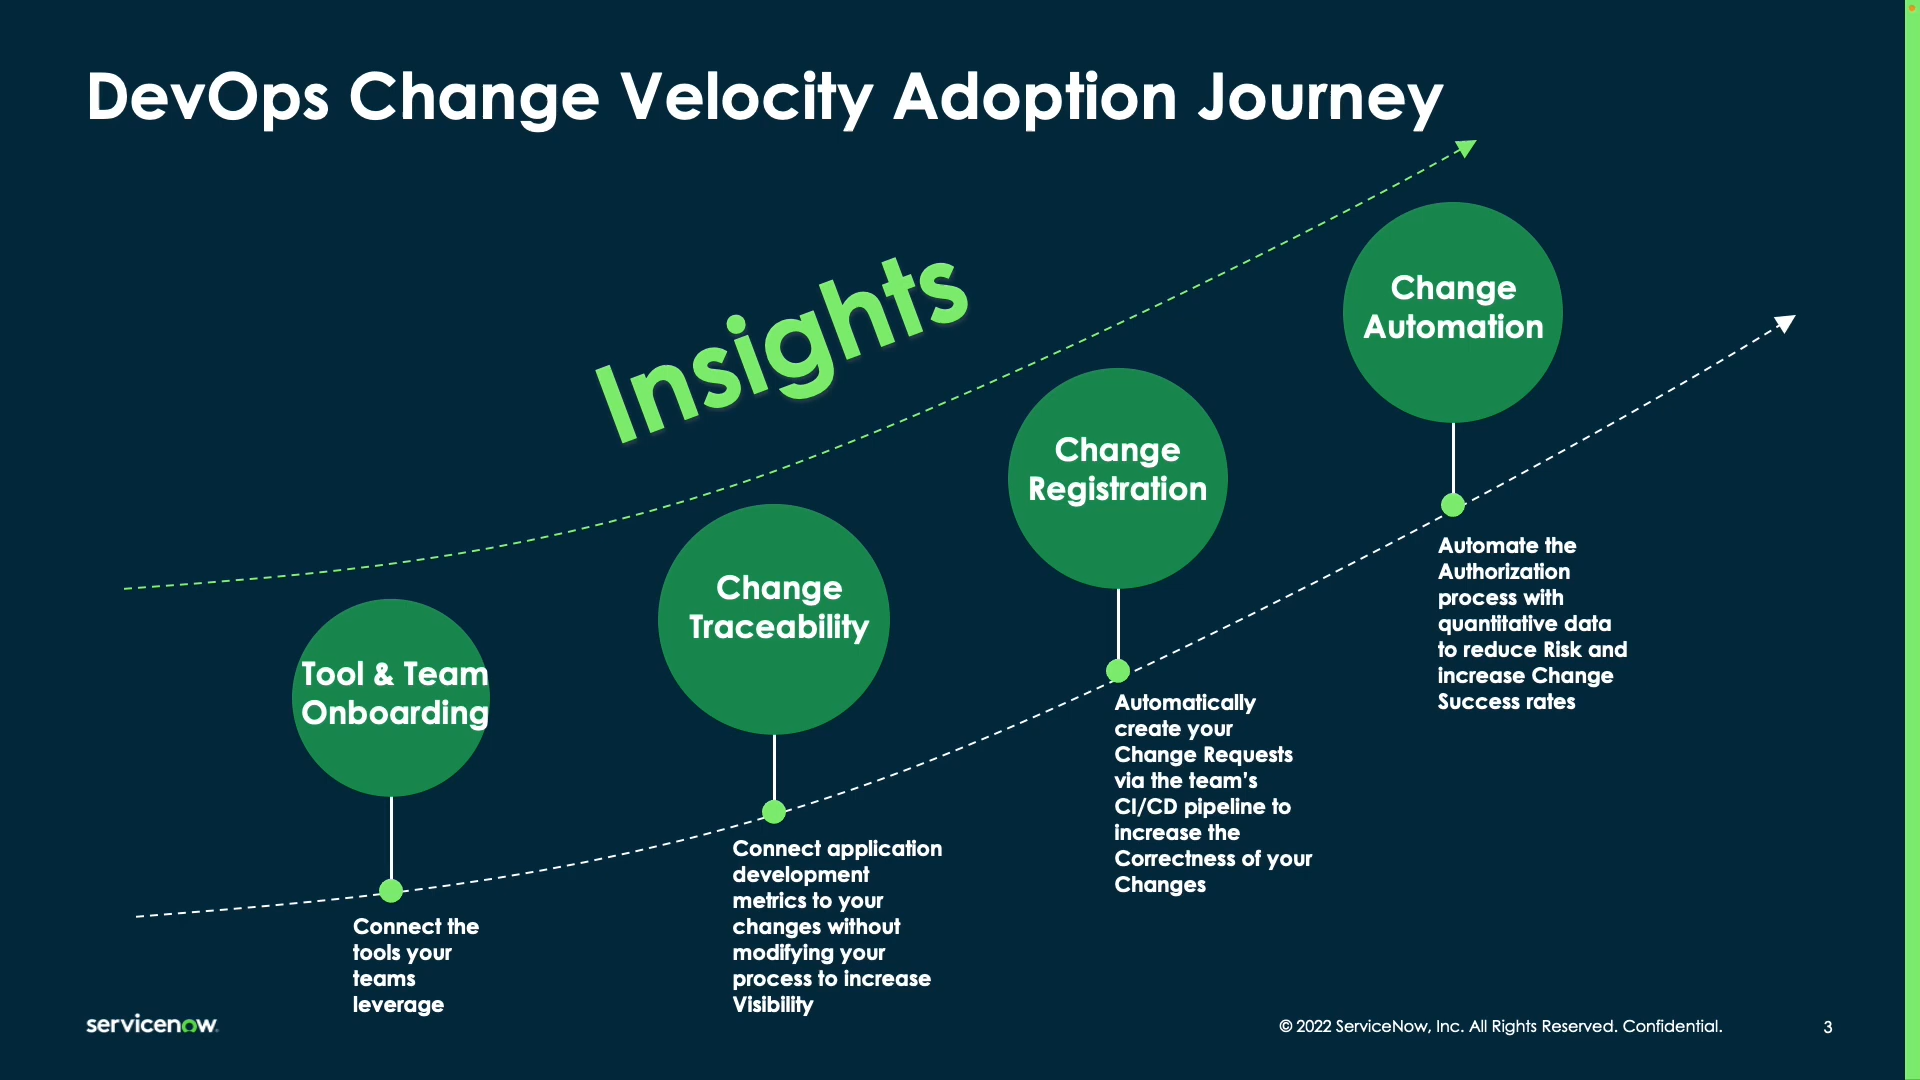 DevOps Change Velocity Adoption Journey
Insights
Tool & Team
Onboarding
Connect the
tools your
teams
leverage
Change
Traceability
Connect application
development
metrics to your
changes without
modifying your
process to increase
Visibility
Change
Registration
Automatically
create your
Change Requests
via the team’s
CI/CD pipeline to
increase the
Correctness of your
Changes
Change
Automation
Automate the
Authorization
process with
quantitative data
to reduce Risk and
increase Change
Success rates
servicenow
© 2022 ServiceNow, Inc. All Rights Reserved. Confidential.
3